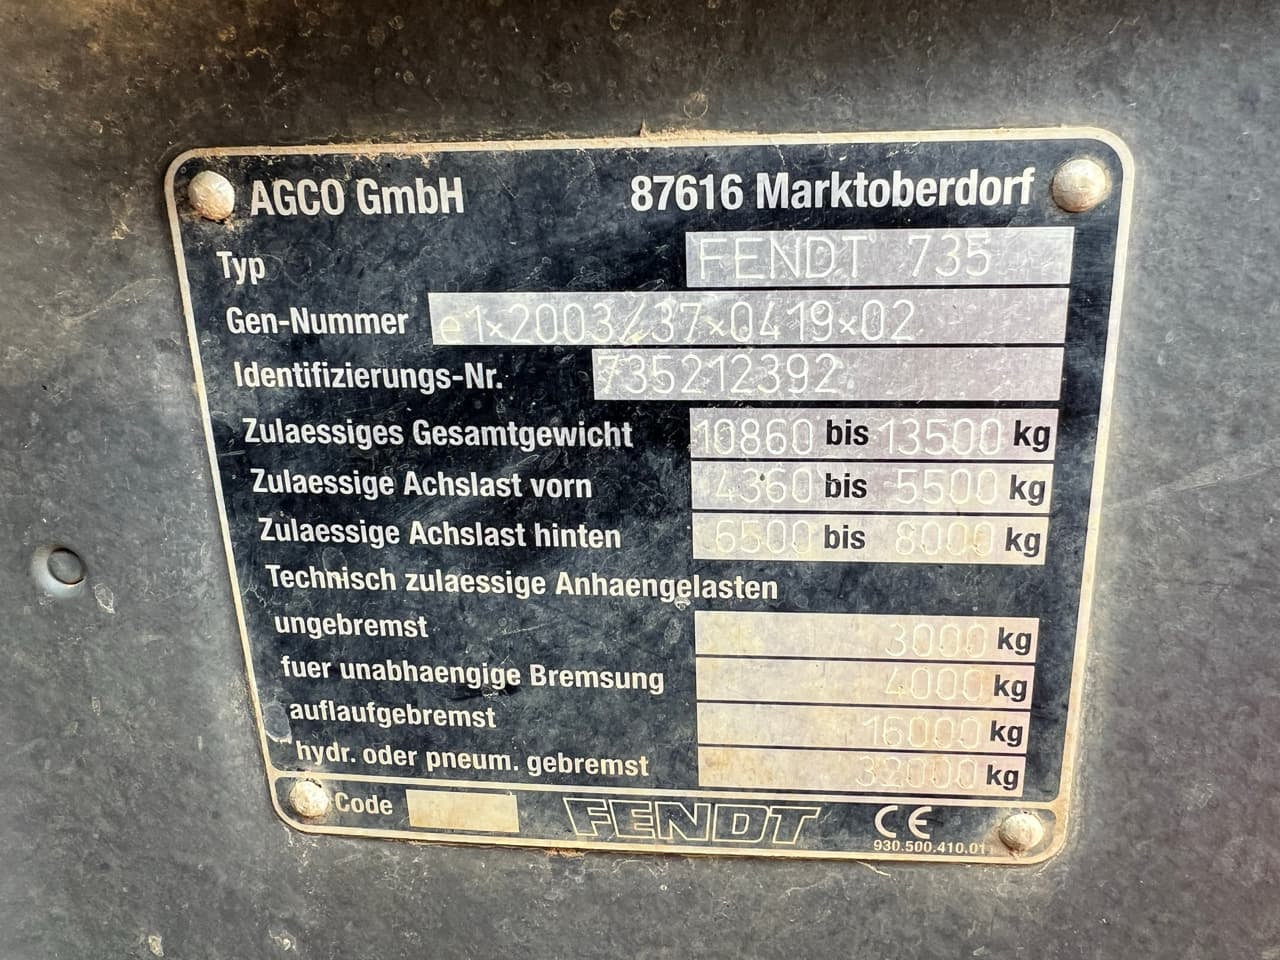 AGCO GmbH 87616 Marktoberdorf
Typ FENDT 735
Gen-Nummer e1×2003/37×0419×02
Identifizierungs-Nr. 735212392
Zulaessiges Gesamtgewicht 10860 bis 13500 kg
Zulaessige Achslast vorn 4360 bis 5500 kg
Zulaessige Achslast hinten 6500 bis 8000 kg
Technisch zulaessige Anhaengelasten
ungebremst 3000 kg
fuer unabhaengige Bremsung 4000 kg
auflaufgebremst 16000 kg
hydr. oder pneum. gebremst 32000 kg
Code FENDT CE
930.500.410.01